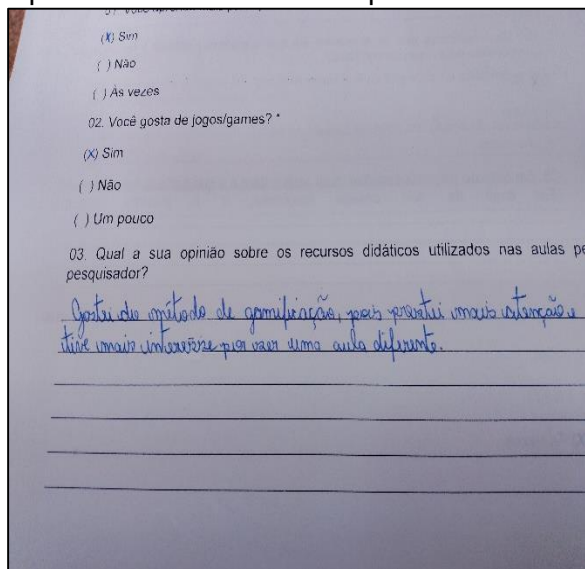 (X) Sim
( ) Não
( ) Às vezes
02. Você gosta de jogos/games? *
(X) Sim
( ) Não
( ) Um pouco
03. Qual a sua opinião sobre os recursos didáticos utilizados nas aulas pe
pesquisador?
Gostei do método de gamificação, pois prestei mais atenção e
tive mais interesse por ser uma aula diferente.